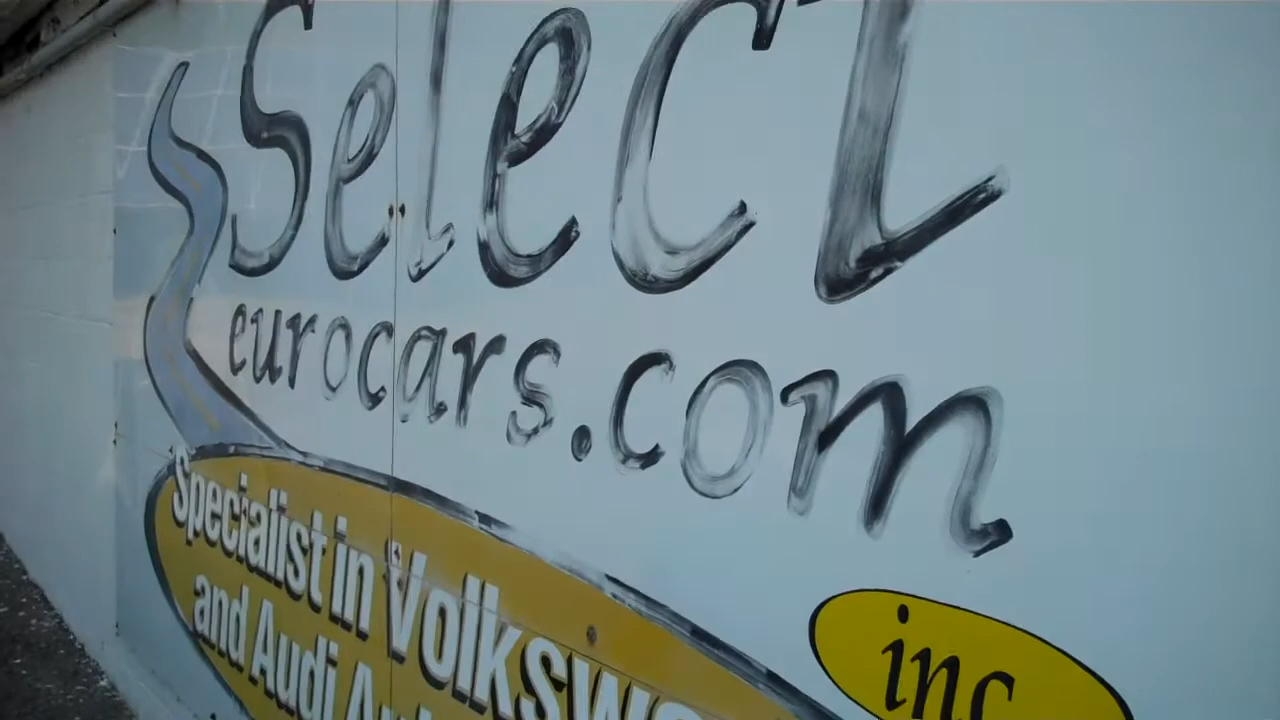 Select
eurocars.com
Specialist in
and Audi
inc